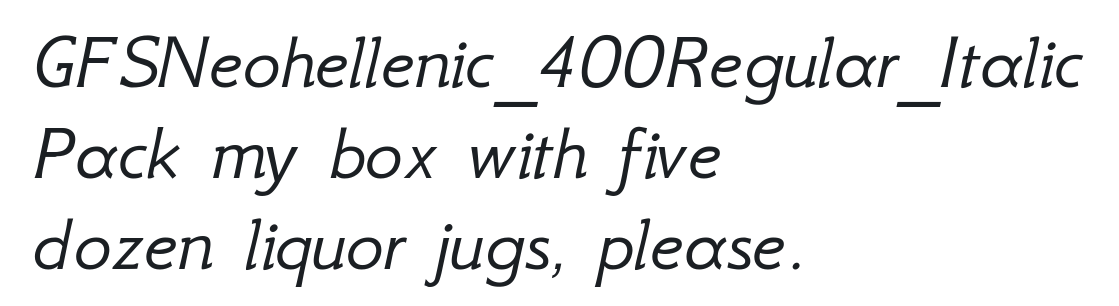 GFSNeohellenic_400Regular_Italic
Pack my box with five
dozen liquor jugs, please.